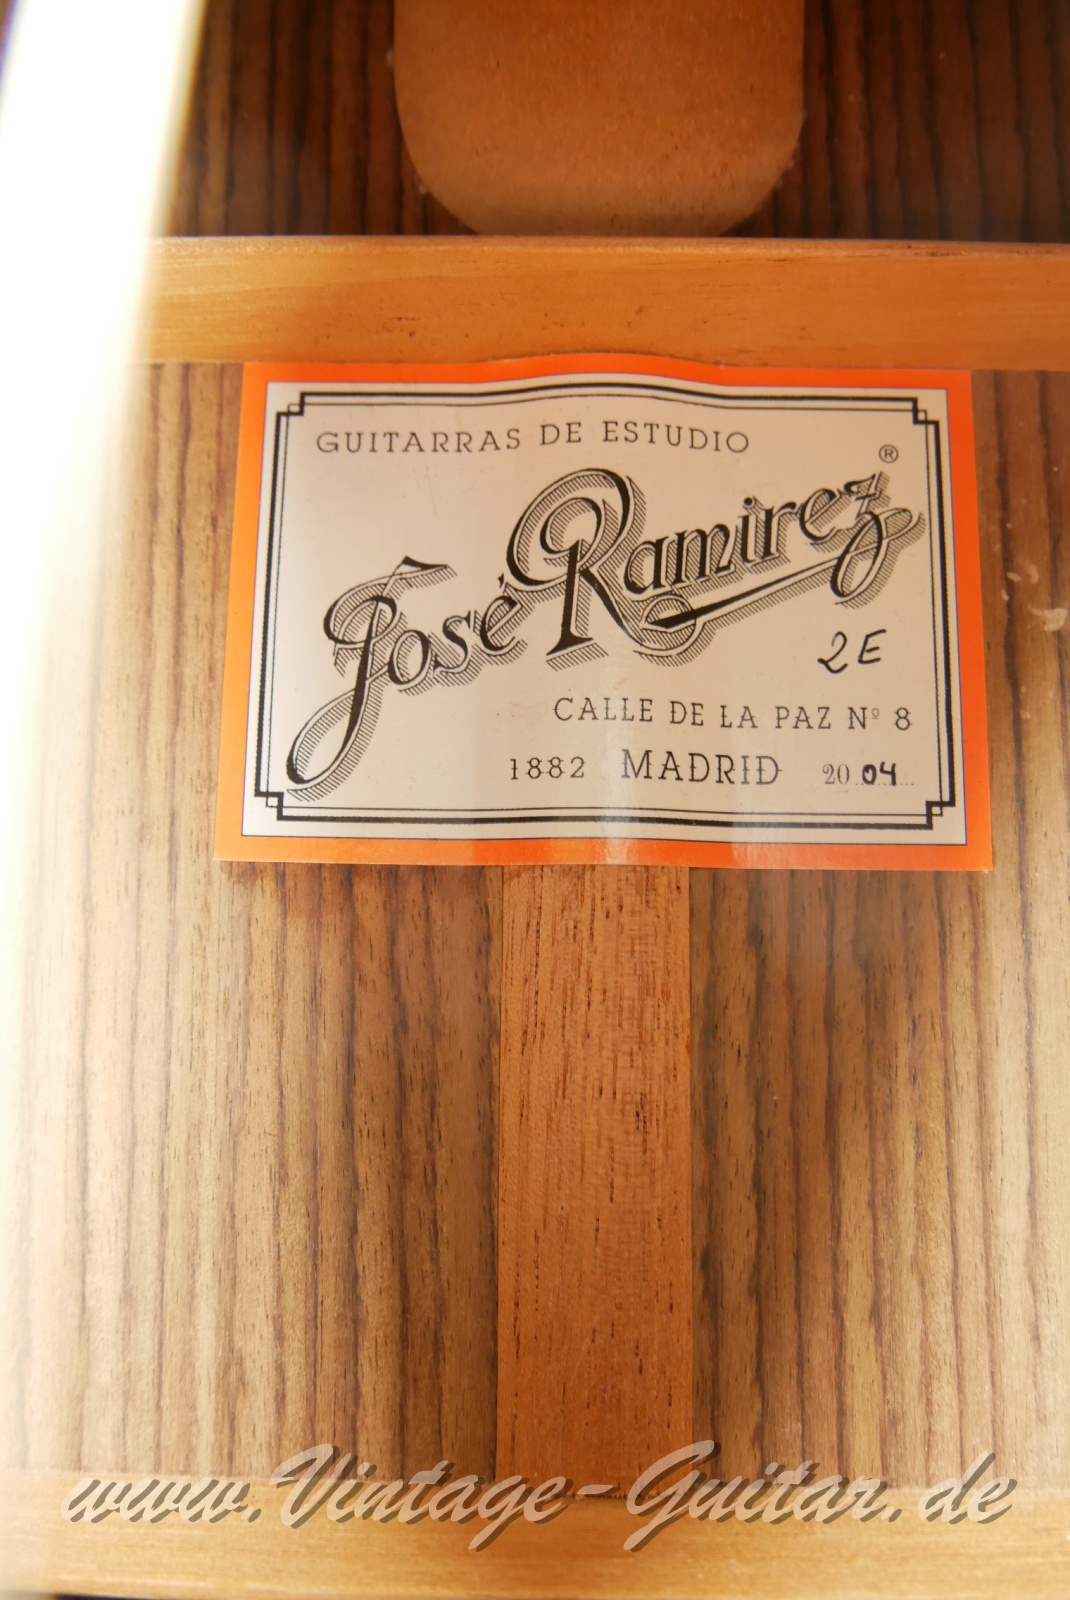 GUITARRAS DE ESTUDIO
José Ramirez ®
2E
CALLE DE LA PAZ Nº 8
1882 MADRID 20 04
www.Vintage-Guitar.de